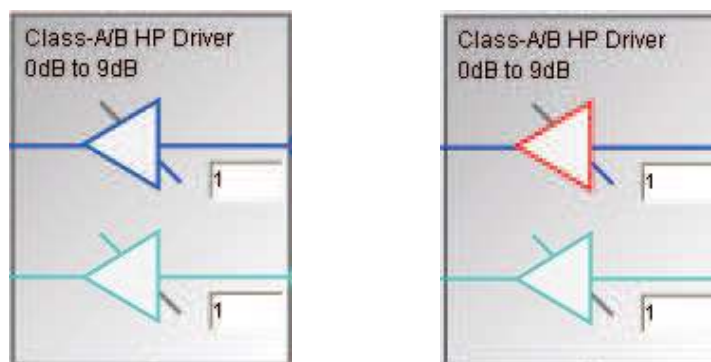 Class-A/B HP Driver
0dB to 9dB
1
1
Class-A/B HP Driver
0dB to 9dB
1
1